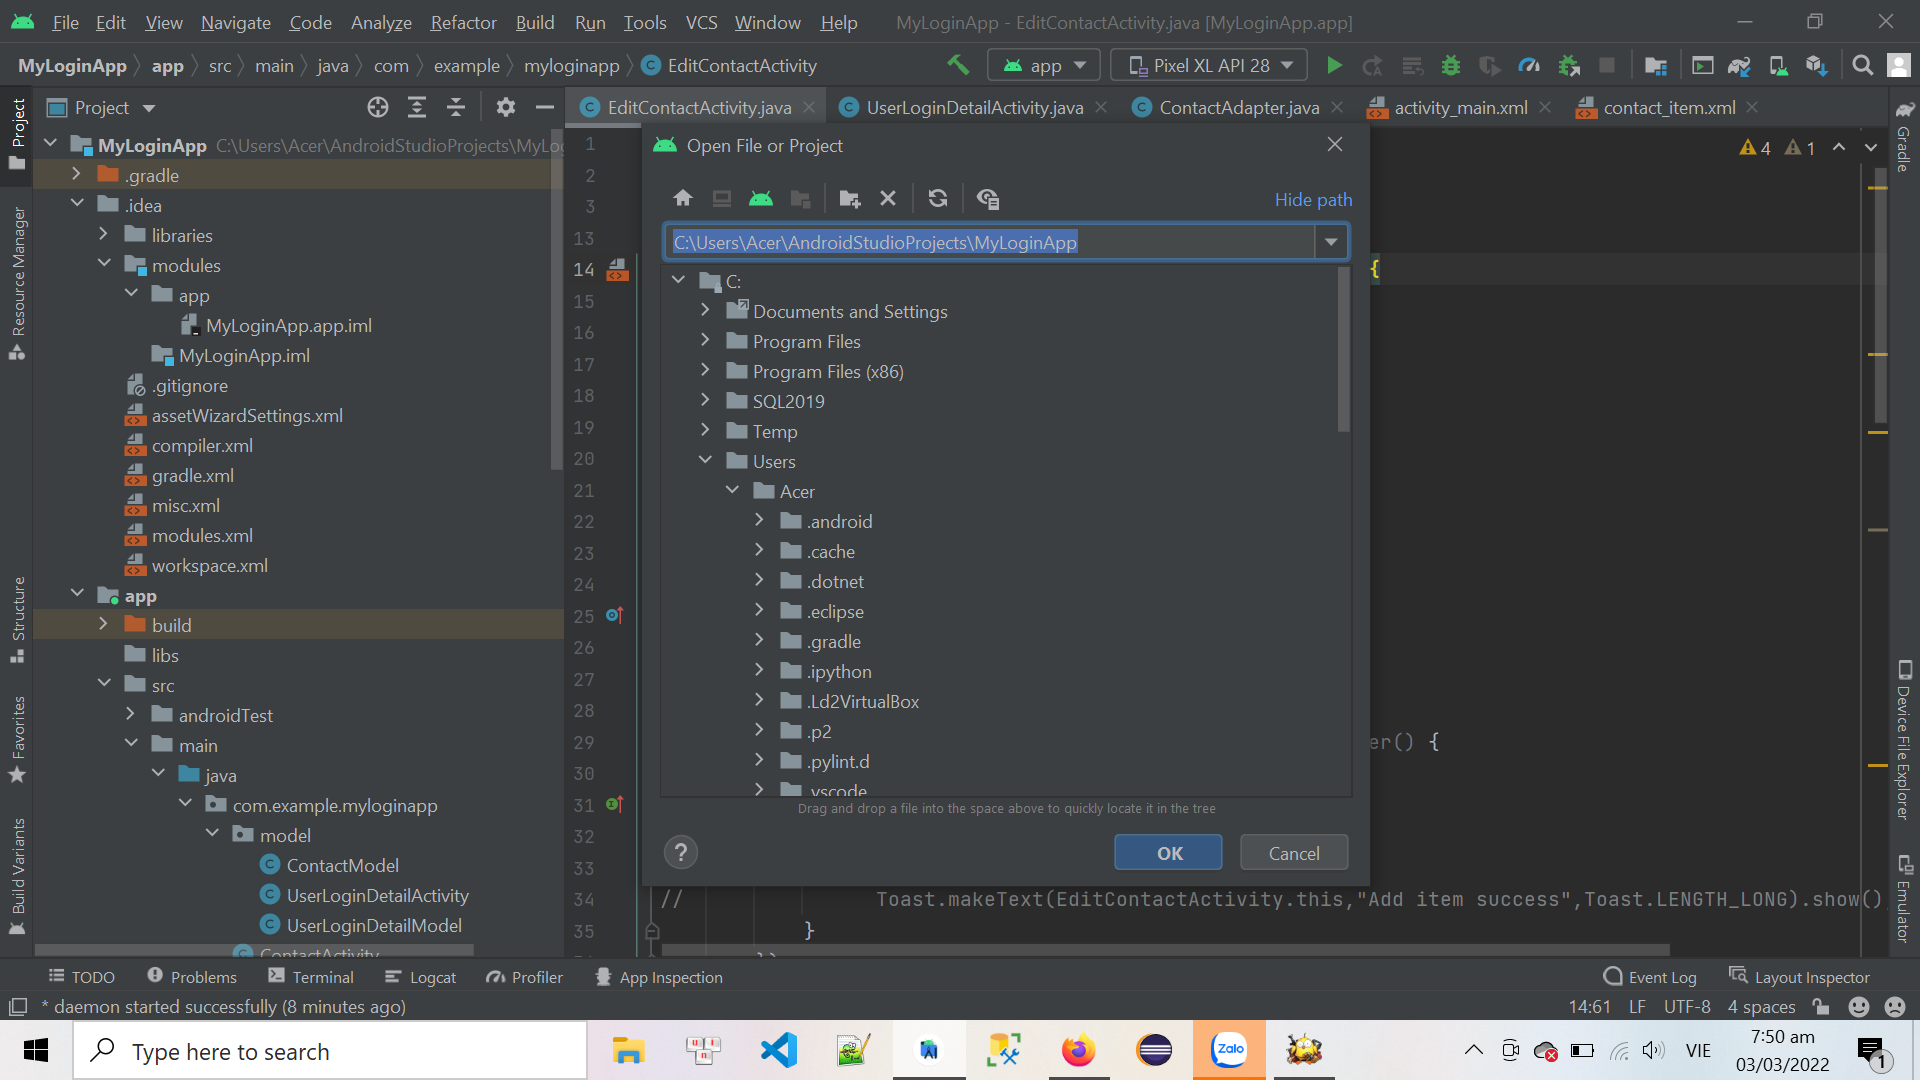 File Edit View Navigate Code Analyze Refactor Build Run Tools VCS Window Help MyLoginApp - EditContactActivity.java [MyLoginApp.app]
MyLoginApp app src main java com example myloginapp C EditContactActivity app Pixel XL API 28
Project
EditContactActivity.java UserLoginDetailActivity.java ContactAdapter.java activity_main.xml contact_item.xml
Open File or Project
4 1
Hide path
C:\Users\Acer\AndroidStudioProjects\MyLoginApp
C:
Documents and Settings
Program Files
Program Files (x86)
SQL2019
Temp
Users
Acer
.android
.cache
.dotnet
.eclipse
.gradle
.ipython
.Ld2VirtualBox
.p2
.pylint.d
.vscode
Drag and drop a file into the space above to quickly locate it in the tree
? OK Cancel
MyLoginApp C:\Users\Acer\AndroidStudioProjects\MyLog
.gradle
.idea
libraries
modules
app
MyLoginApp.app.iml
MyLoginApp.iml
.gitignore
assetWizardSettings.xml
compiler.xml
gradle.xml
misc.xml
modules.xml
workspace.xml
app
build
libs
src
androidTest
main
java
com.example.myloginapp
model
ContactModel
UserLoginDetailActivity
UserLoginDetailModel
ContactActivity
1
2
3
13
14 {
15
16
17
18
19
20
21
22
23
24
25
26
27
28
29 er() {
30
31
32
33
34 // Toast.makeText(EditContactActivity.this,"Add item success",Toast.LENGTH_LONG).show()
35 }
Project
Resource Manager
Structure
Favorites
Build Variants
Gradle
Device File Explorer
Emulator
TODO Problems Terminal Logcat Profiler App Inspection Event Log Layout Inspector
* daemon started successfully (8 minutes ago) 14:61 LF UTF-8 4 spaces
Type here to search
Zalo
VIE
7:50 am
03/03/2022
1